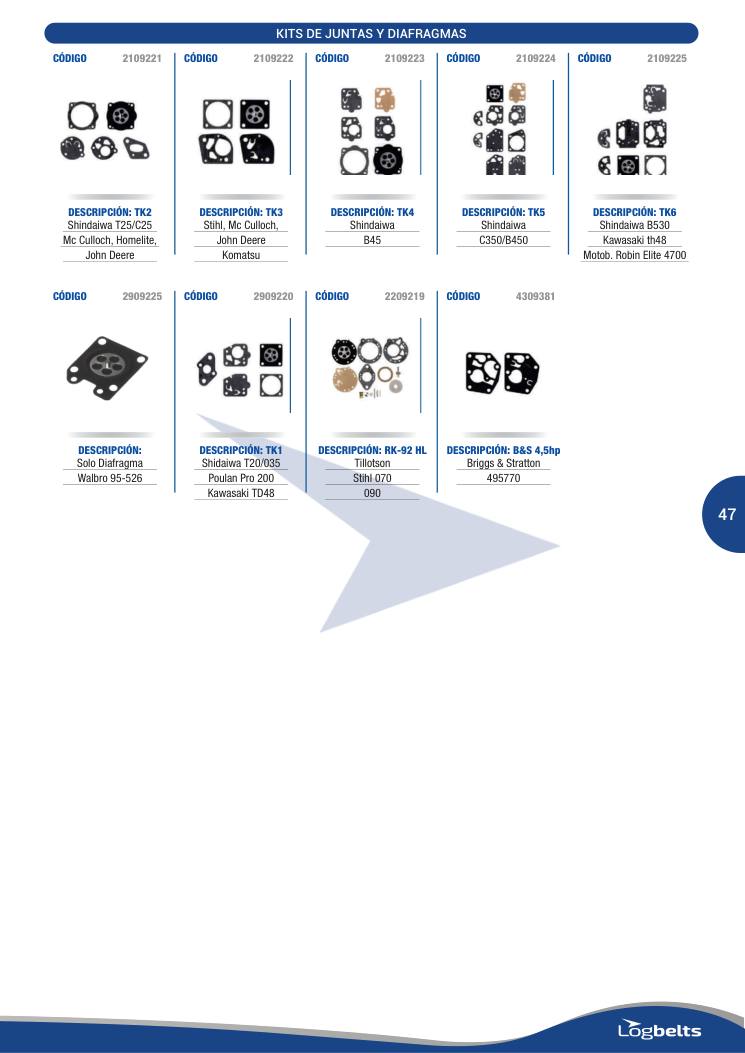 KITS DE JUNTAS Y DIAFRAGMAS
CÓDIGO 2109221
DESCRIPCIÓN: TK2
Shindaiwa T25/C25
Mc Culloch, Homelite,
John Deere
CÓDIGO 2109222
DESCRIPCIÓN: TK3
Stihl, Mc Culloch,
John Deere
Komatsu
CÓDIGO 2109223
DESCRIPCIÓN: TK4
Shindaiwa
B45
CÓDIGO 2109224
DESCRIPCIÓN: TK5
Shindaiwa
C350/B450
CÓDIGO 2109225
DESCRIPCIÓN: TK6
Shindaiwa B530
Kawasaki th48
Motob. Robin Elite 4700
CÓDIGO 2909225
DESCRIPCIÓN:
Solo Diafragma
Walbro 95-526
CÓDIGO 2909220
DESCRIPCIÓN: TK1
Shidaiwa T20/035
Poulan Pro 200
Kawasaki TD48
CÓDIGO 2209219
DESCRIPCIÓN: RK-92 HL
Tillotson
Stihl 070
090
CÓDIGO 4309381
DESCRIPCIÓN: B&S 4,5hp
Briggs & Stratton
495770
47
Logbelts